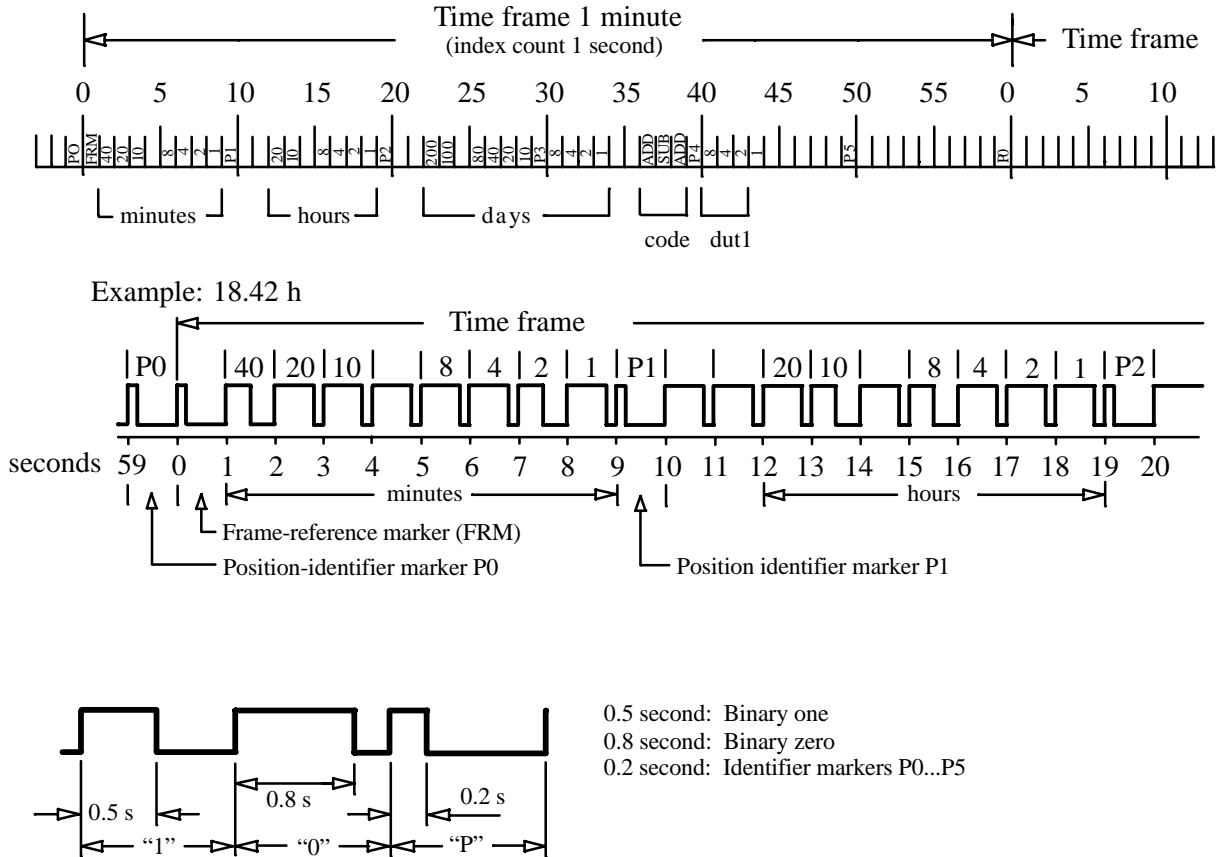 Time frame 1 minute
(index count 1 second)
Time frame
0 5 10 15 20 25 30 35 40 45 50 55 0 5 10
PO FRM 40 20 10 8 4 2 1 P1 20 10 8 4 2 1 P2 200 100 80 40 20 10 P3 8 4 2 1 ADD SUB ADD P4 8 4 2 1 P5 P0
minutes hours days
code dut1
Example: 18.42 h
Time frame
P0 40 20 10 8 4 2 1 P1 20 10 8 4 2 1 P2
seconds 59 0 1 2 3 4 5 6 7 8 9 10 11 12 13 14 15 16 17 18 19 20
minutes hours
Frame-reference marker (FRM)
Position-identifier marker P0
Position identifier marker P1
0.5 second: Binary one
0.8 second: Binary zero
0.2 second: Identifier markers P0...P5
0.5 s 0.8 s 0.2 s
“1” “0” “P”